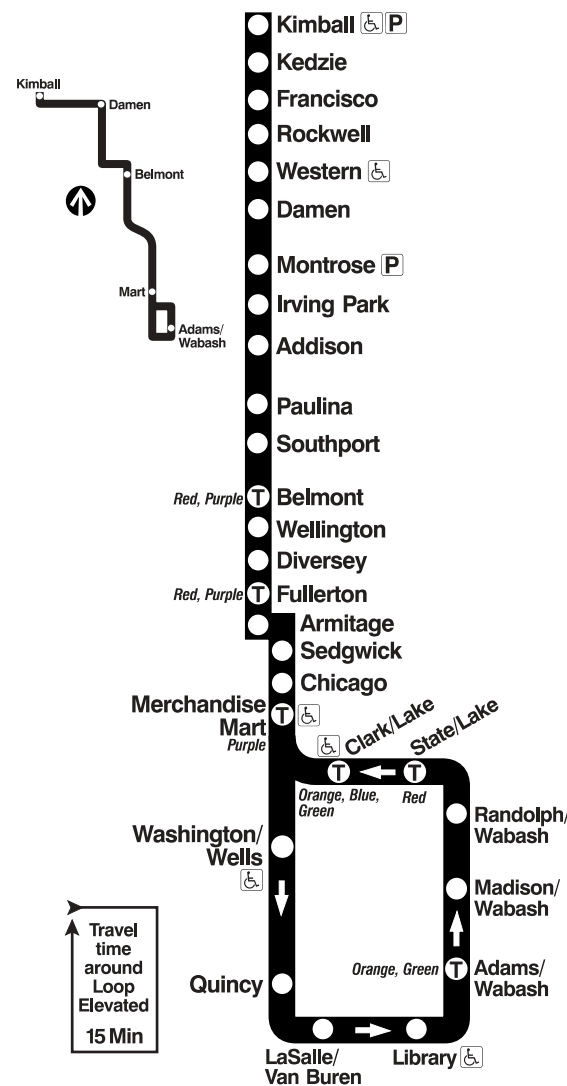 Kimball P
Kedzie
Francisco
Rockwell
Western
Damen
Montrose P
Irving Park
Addison
Paulina
Southport
Red, Purple T Belmont
Wellington
Diversey
Red, Purple T Fullerton
Armitage
Sedgwick
Chicago
Merchandise
Mart T
Purple
Clark/Lake
T
Orange, Blue,
Green
State/Lake
T
Red
Randolph/
Wabash
Madison/
Wabash
Orange, Green T Adams/
Wabash
Washington/
Wells
Quincy
LaSalle/
Van Buren
Library
Kimball
Damen
Belmont
Mart
Adams/
Wabash
Travel
time
around
Loop
Elevated
15 Min